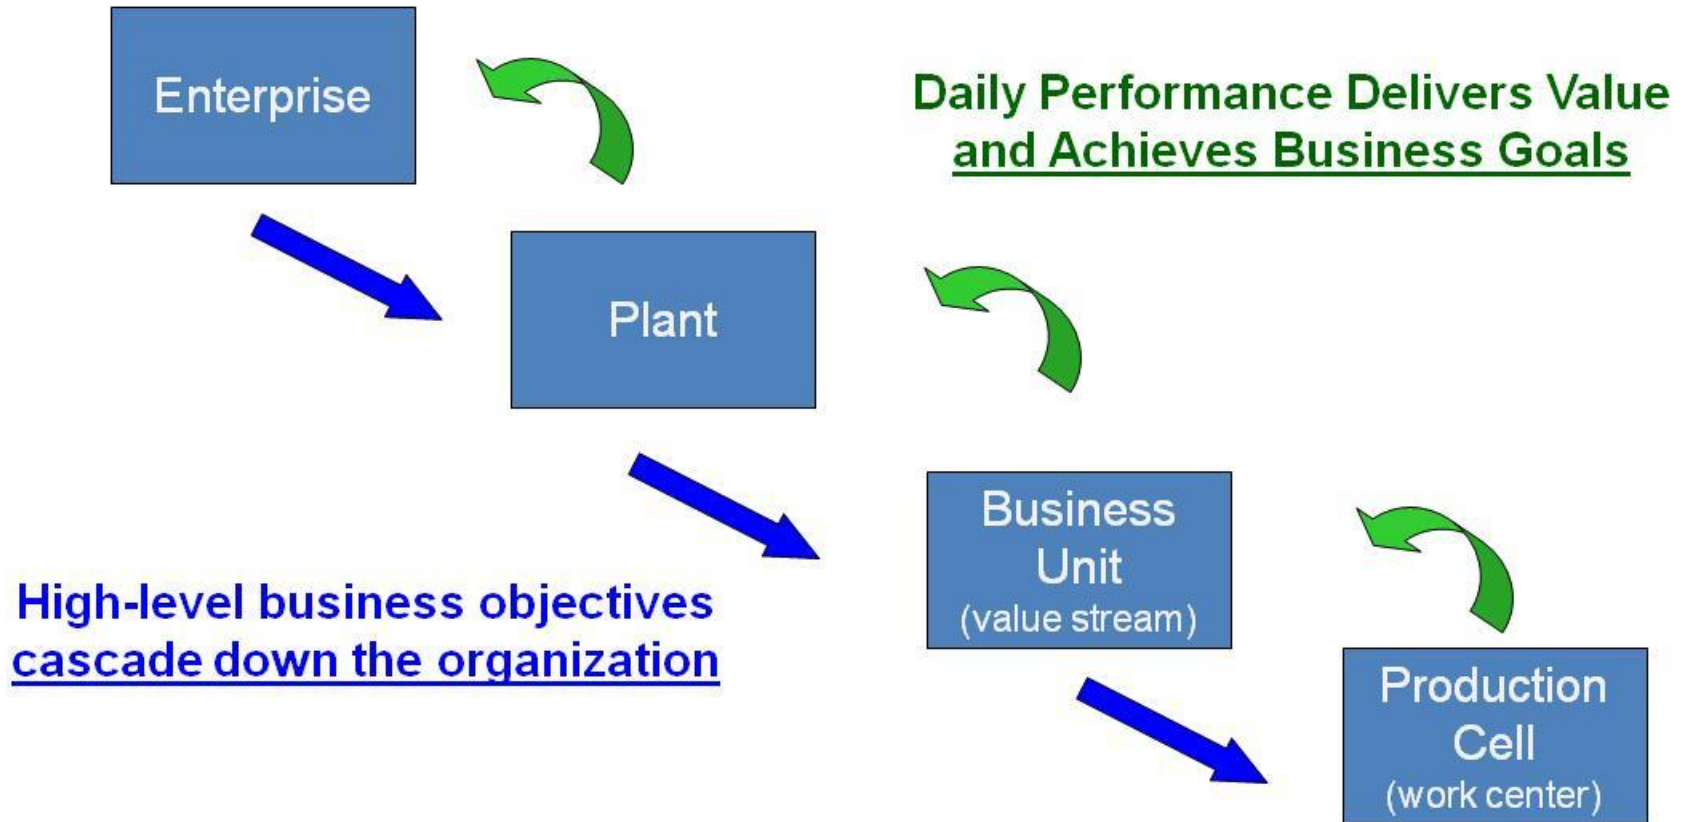 Enterprise
Daily Performance Delivers Value
and Achieves Business Goals
Plant
Business
Unit
(value stream)
High-level business objectives
cascade down the organization
Production
Cell
(work center)